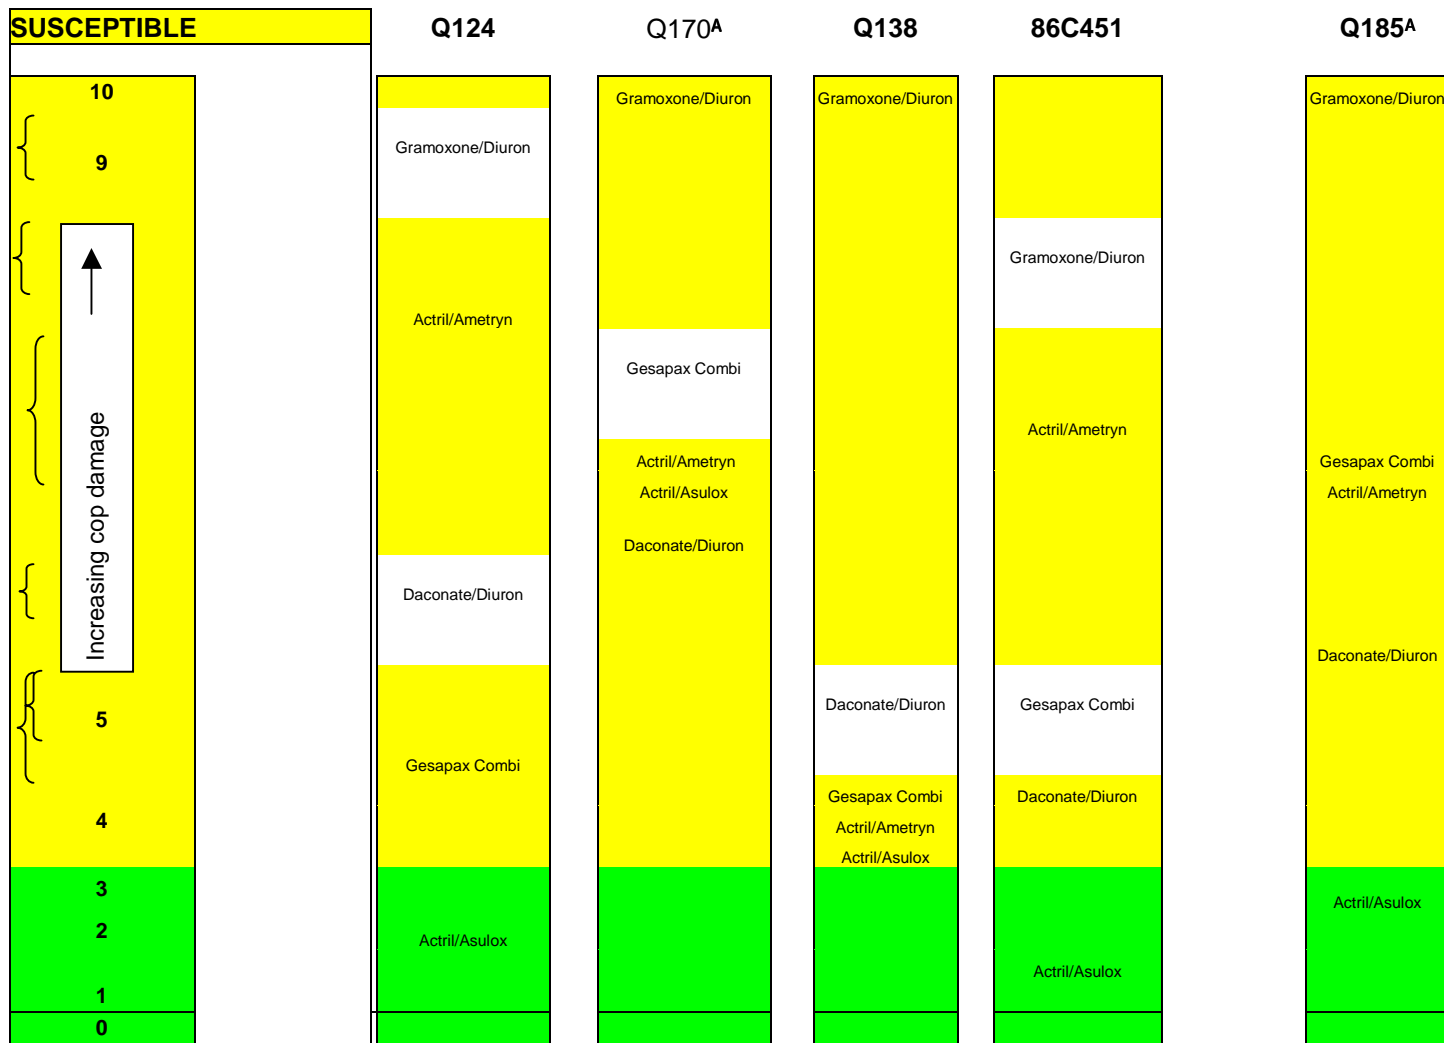 SUSCEPTIBLE Q124 Q170ᴬ Q138 86C451 Q185ᴬ
10 Gramoxone/Diuron Gramoxone/Diuron Gramoxone/Diuron
9 Gramoxone/Diuron
Gramoxone/Diuron
Actril/Ametryn
Gesapax Combi
Increasing cop damage
Actril/Ametryn
Actril/Ametryn Gesapax Combi
Actril/Asulox Actril/Ametryn
Daconate/Diuron
Daconate/Diuron
Daconate/Diuron
5 Daconate/Diuron Gesapax Combi
Gesapax Combi
Gesapax Combi Daconate/Diuron
4 Actril/Ametryn
Actril/Asulox
3 Actril/Asulox
2 Actril/Asulox
Actril/Asulox
1
0